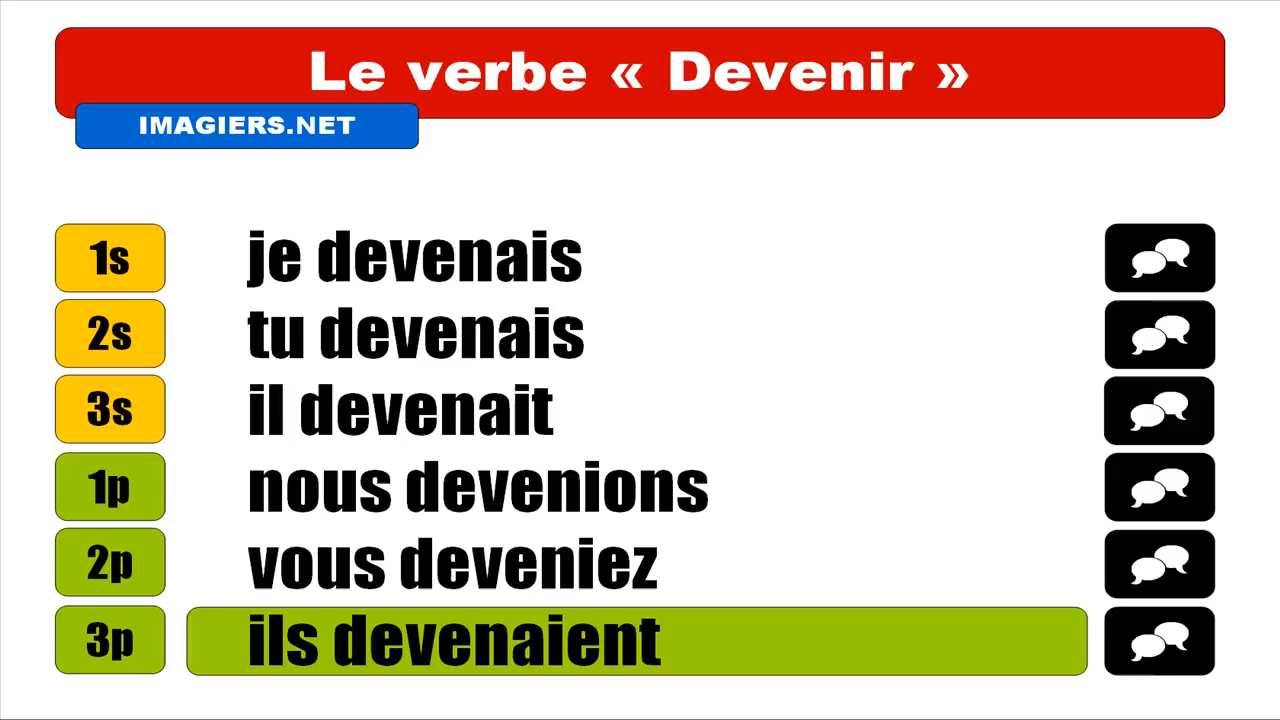 Le verbe « Devenir »
IMAGIERS.NET
1s je devenais
2s tu devenais
3s il devenait
1p nous devenions
2p vous deveniez
3p ils devenaient